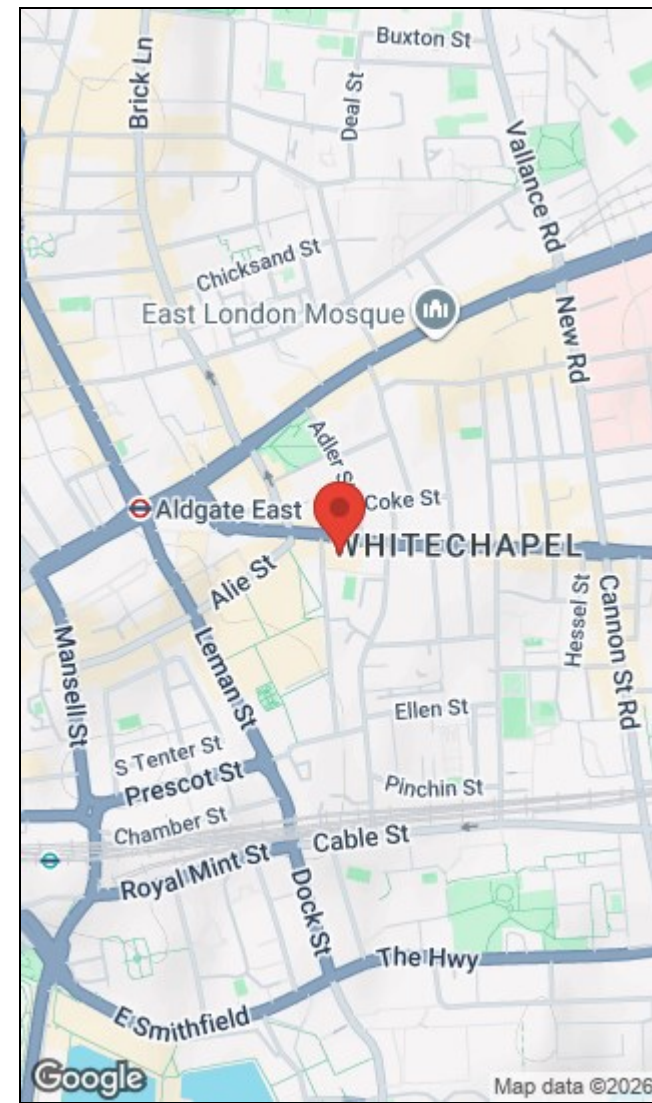 Buxton St
Brick Ln
Deal St
Vallance Rd
Chicksand St
East London Mosque
New Rd
Adler St
Coke St
Aldgate East
WHITECHAPEL
Alie St
Hessel St
Cannon St Rd
Mansell St
Leman St
Ellen St
S Tenter St
Prescot St
Pinchin St
Chamber St
Cable St
Royal Mint St
Dock St
The Hwy
E Smithfield
Google
Map data ©2026